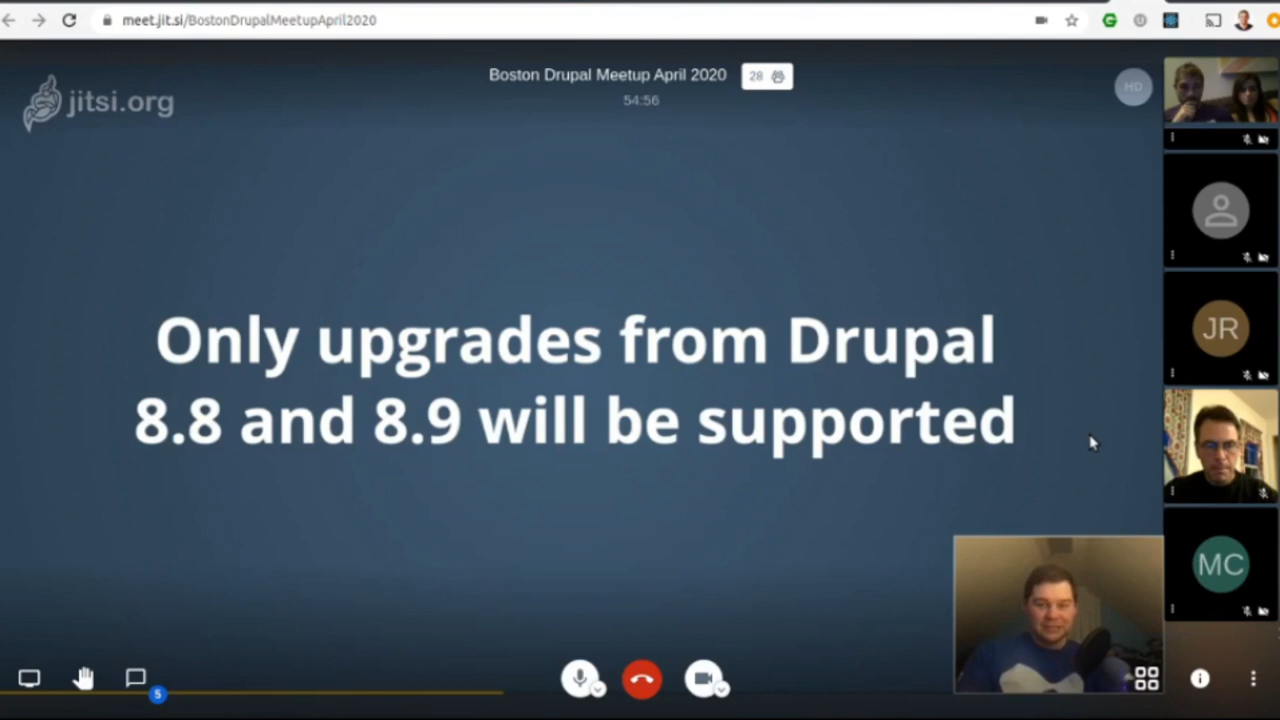 meet.jit.si/BostonDrupalMeetupApril2020
jitsi.org
Boston Drupal Meetup April 2020 28
54:56
HD
Only upgrades from Drupal
8.8 and 8.9 will be supported
JR
MC
5